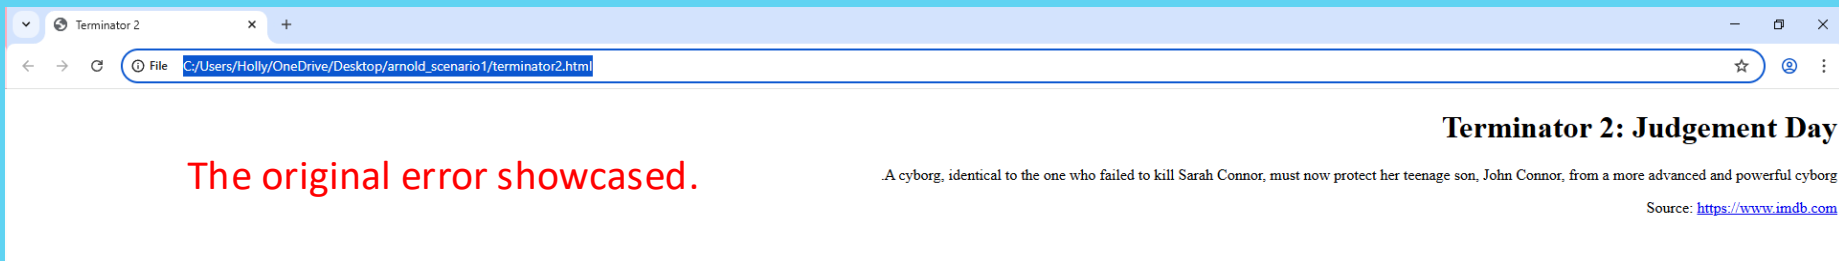 Terminator 2
File C:/Users/Holly/OneDrive/Desktop/arnold_scenario1/terminator2.html
Terminator 2: Judgement Day
The original error showcased.
.A cyborg, identical to the one who failed to kill Sarah Connor, must now protect her teenage son, John Connor, from a more advanced and powerful cyborg
Source: https://www.imdb.com